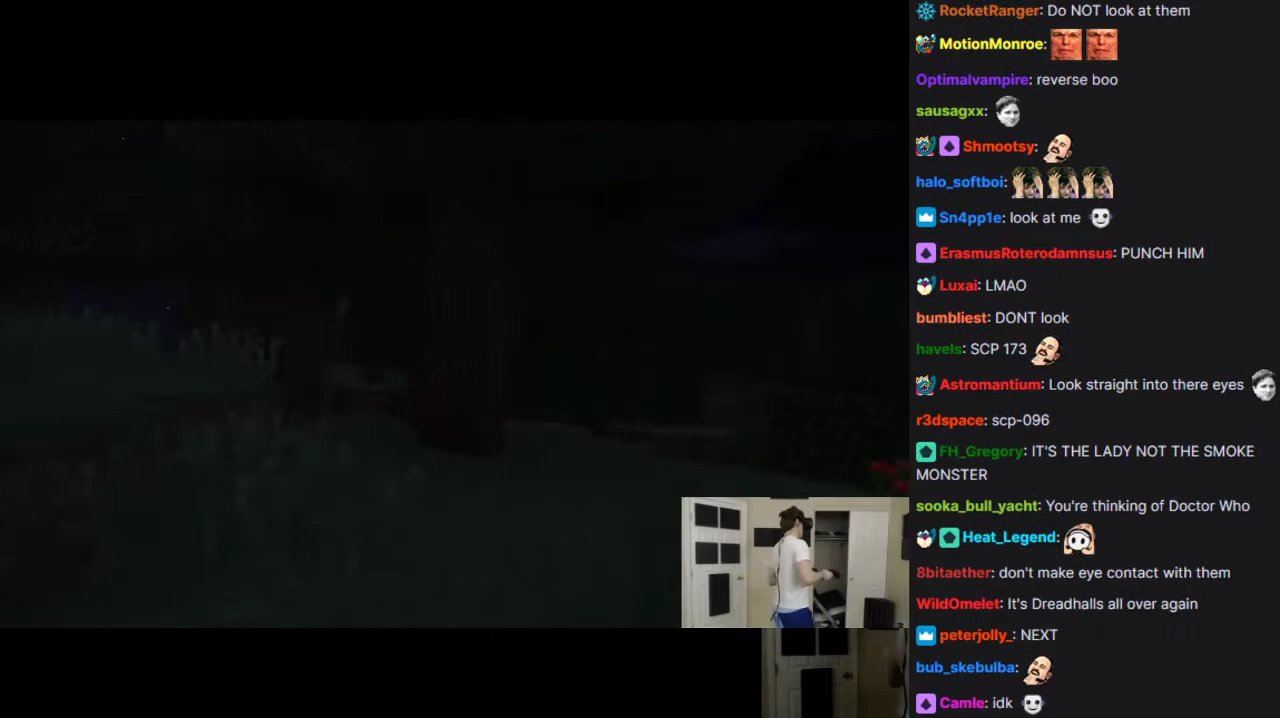 RocketRanger: Do NOT look at them
MotionMonroe:
Optimalvampire: reverse boo
sausagxx:
Shmootsy:
halo_softboi:
Sn4pp1e: look at me
ErasmusRoterodamnsus: PUNCH HIM
Luxai: LMAO
bumbliest: DONT look
havels: SCP 173
Astromantium: Look straight into there eyes
r3dspace: scp-096
FH_Gregory: IT'S THE LADY NOT THE SMOKE
MONSTER
sooka_bull_yacht: You're thinking of Doctor Who
Heat_Legend:
8bitaether: don't make eye contact with them
WildOmelet: It's Dreadhalls all over again
peterjolly_: NEXT
bub_skebulba:
Camle: idk